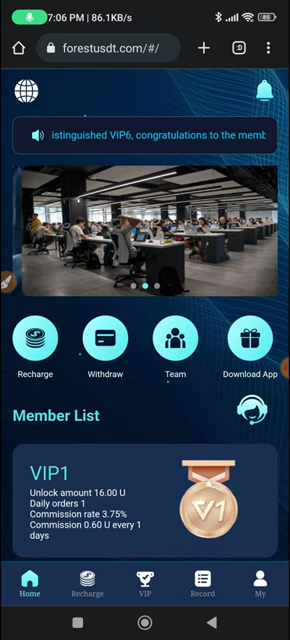 7:06 PM | 86.1KB/s
85
forestusdt.com/#/
:D
istinguished VIP6, congratulations to the memb
Recharge
Withdraw
Team
Download App
Member List
VIP1
Unlock amount 16.00 U
Daily orders 1
Commission rate 3.75%
Commission 0.60 U every 1
days
V1
Home
Recharge
VIP
Record
My